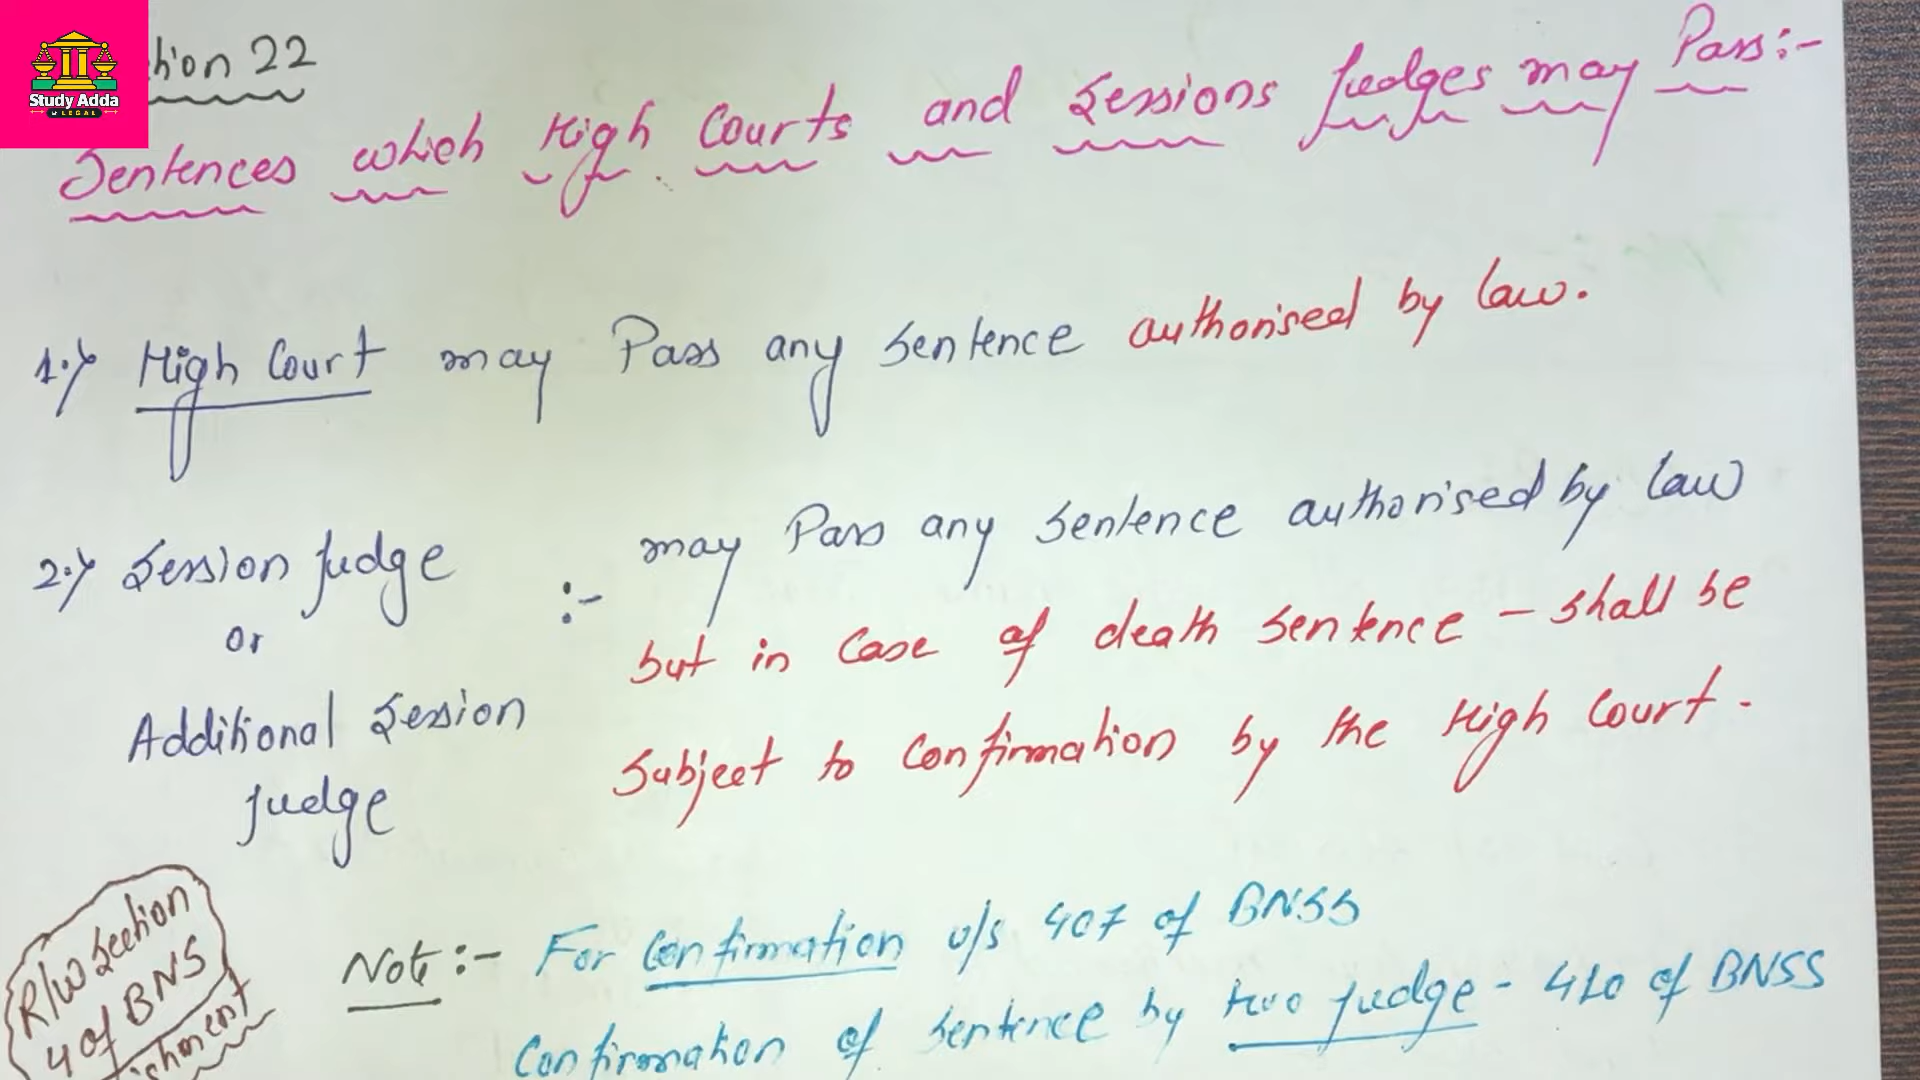 Study Adda
LEGAL
tion 22
Sentences which High Courts and Sessions Judges may Pass:-
1.) High Court may Pass any Sentence authorised by law.
2.) Session Judge
or
Additional Session
Judge
:- may Pass any Sentence authorised by law
but in Case of death Sentence - shall be
Subject to Confirmation by the High Court.
R/W Section
4 of BNS
ishment
Note:- For Confirmation u/s 407 of BNSS
Confirmation of Sentence by two Judge - 410 of BNSS